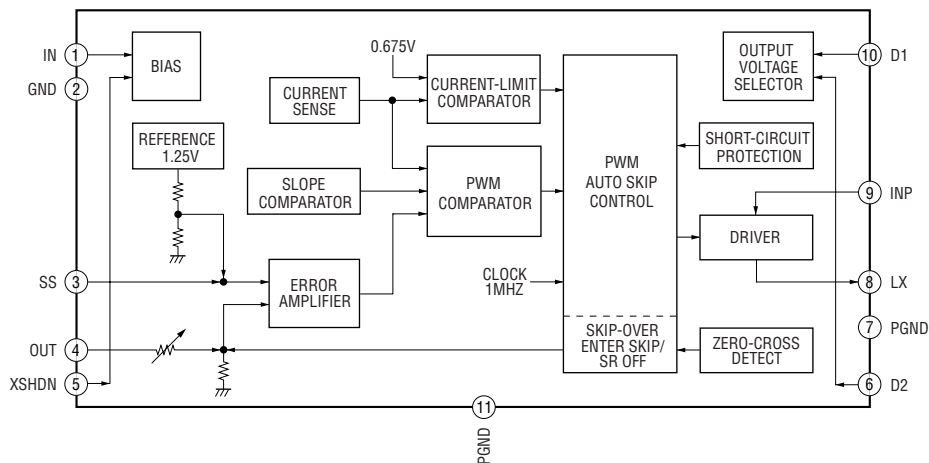 IN 1
GND 2
BIAS
REFERENCE
1.25V
SS 3
OUT 4
XSHDN 5
CURRENT
SENSE
0.675V
CURRENT-LIMIT
COMPARATOR
SLOPE
COMPARATOR
PWM
COMPARATOR
ERROR
AMPLIFIER
CLOCK
1MHZ
PWM
AUTO SKIP
CONTROL
SKIP-OVER
ENTER SKIP/
SR OFF
OUTPUT
VOLTAGE
SELECTOR
SHORT-CIRCUIT
PROTECTION
DRIVER
ZERO-CROSS
DETECT
10 D1
9 INP
8 LX
7 PGND
6 D2
11
PGND